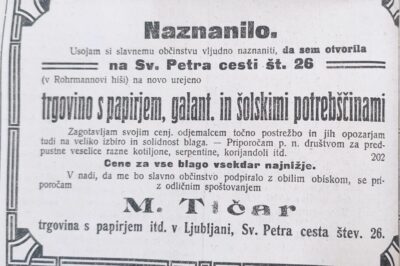 Naznanilo.
Usojam si slavnemu občinstvu vljudno naznaniti, da sem otvorila
na Sv. Petra cesti št. 26
(v Rohrmannovi hiši) na novo urejeno
trgovino s papirjem, galant. in šolskimi potrebščinami
Zagotavljam svojim cenj. odjemalcem točno postrežbo in jih opozarjam
tudi na veliko izbiro in solidnost blaga. — Priporočam p. n. društvom za pred-
pustne veselice razne kotiljone, serpentine, korijandoli itd. 202
Cene za vse blago vsekdar najnižje.
V nadi, da me bo slavno občinstvo podpiralo z obilim obiskom, se pri-
poročam z odličnim spoštovanjem
M. Tičar
trgovina s papirjem itd. v Ljubljani, Sv. Petra cesta štev. 26.